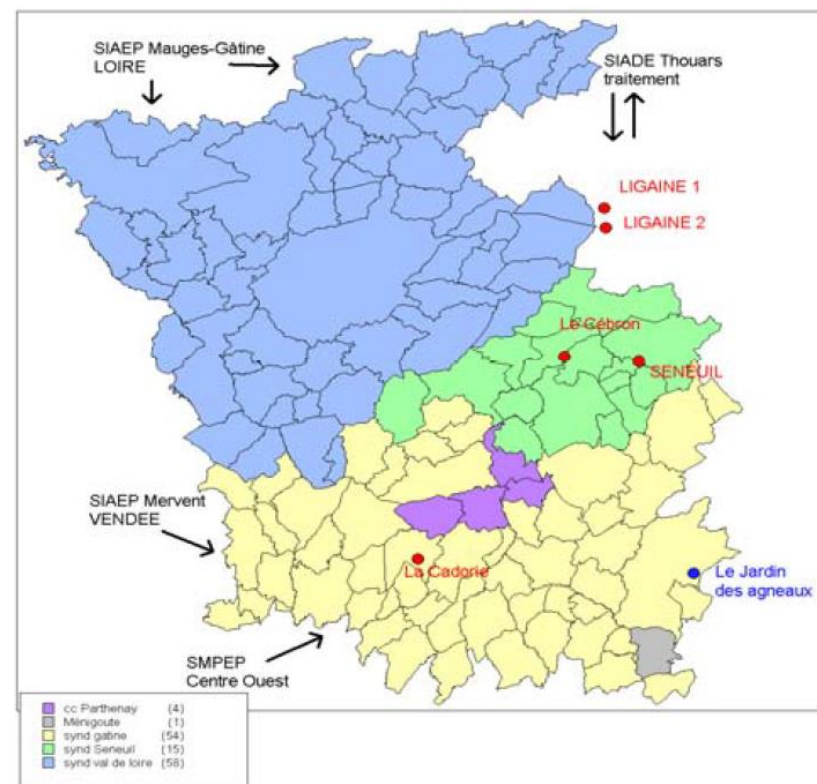 SIAEP Mauges-Gâtine
LOIRE
SIADE Thouars
traitement
LIGAINE 1
LIGAINE 2
Le Cébron
SENEUIL
SIAEP Mervent
VENDEE
La Cadorie
Le Jardin
des agneaux
SMPEP
Centre Ouest
cc Parthenay (4)
Ménigoute (1)
synd gatine (54)
synd Seneuil (15)
synd val de loire (58)